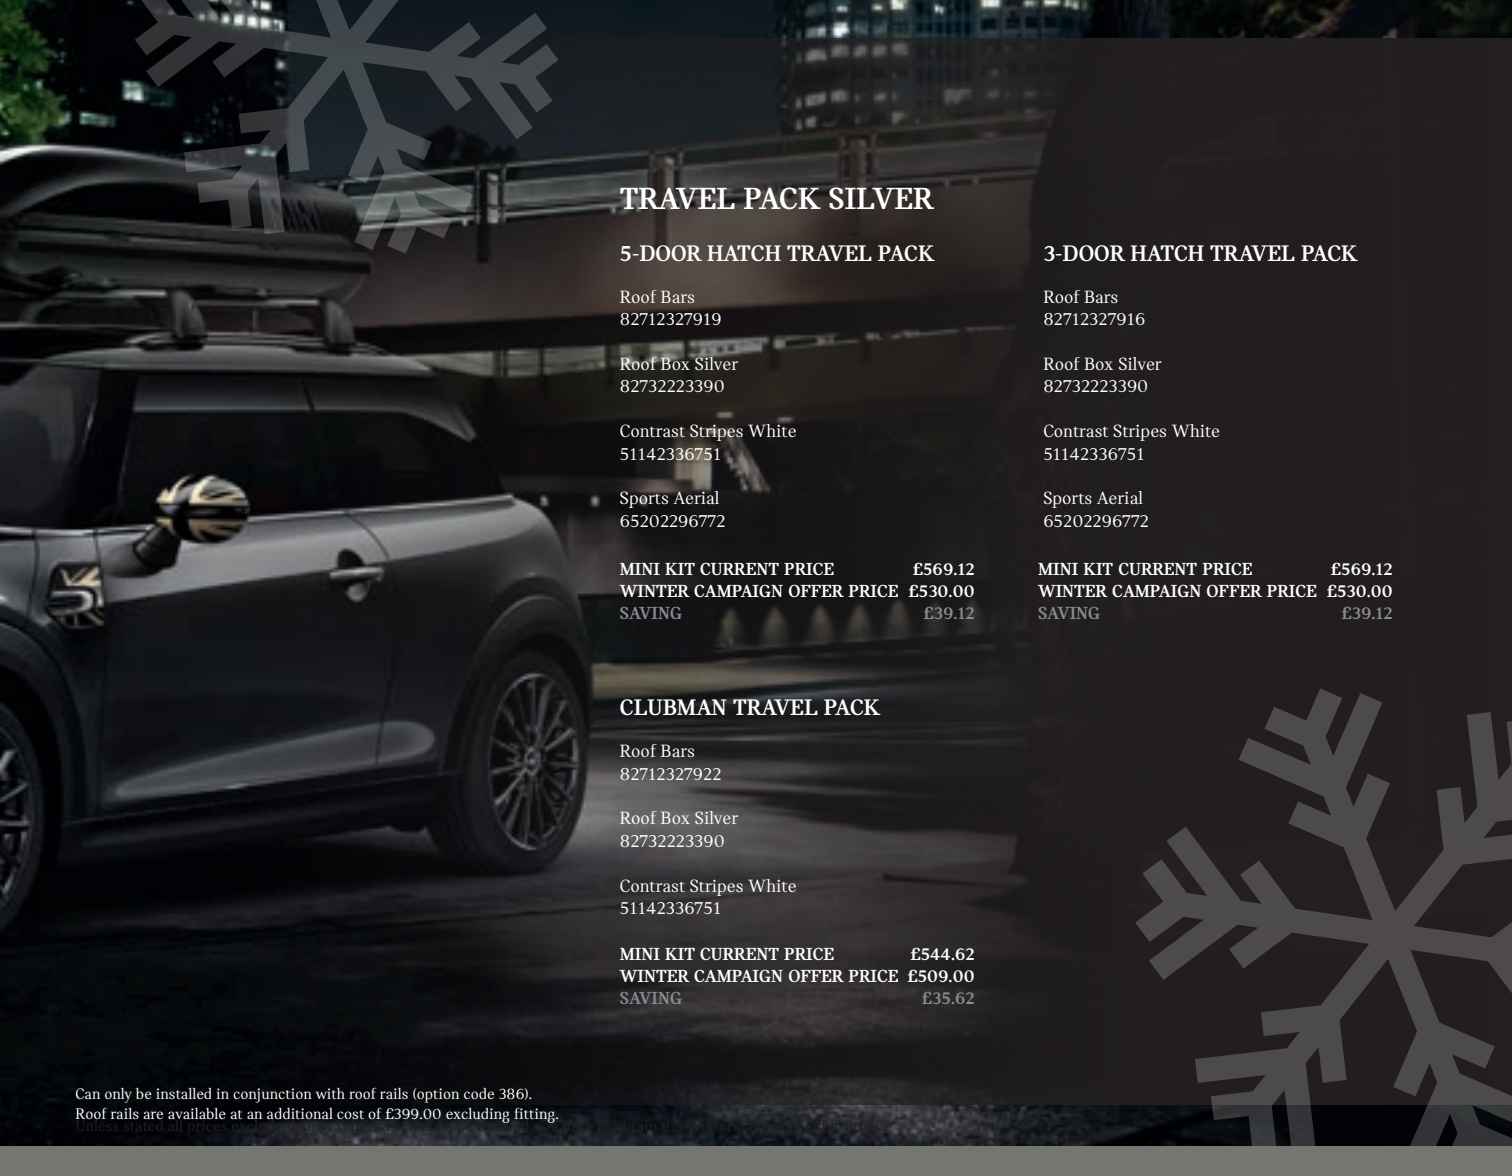 TRAVEL PACK SILVER
5-DOOR HATCH TRAVEL PACK
Roof Bars
82712327919
Roof Box Silver
82732223390
Contrast Stripes White
51142336751
Sports Aerial
65202296772
MINI KIT CURRENT PRICE £569.12
WINTER CAMPAIGN OFFER PRICE £530.00
SAVING £39.12
3-DOOR HATCH TRAVEL PACK
Roof Bars
82712327916
Roof Box Silver
82732223390
Contrast Stripes White
51142336751
Sports Aerial
65202296772
MINI KIT CURRENT PRICE £569.12
WINTER CAMPAIGN OFFER PRICE £530.00
SAVING £39.12
CLUBMAN TRAVEL PACK
Roof Bars
82712327922
Roof Box Silver
82732223390
Contrast Stripes White
51142336751
MINI KIT CURRENT PRICE £544.62
WINTER CAMPAIGN OFFER PRICE £509.00
SAVING £35.62
Can only be installed in conjunction with roof rails (option code 386).
Roof rails are available at an additional cost of £399.00 excluding fitting.
Unless stated all prices